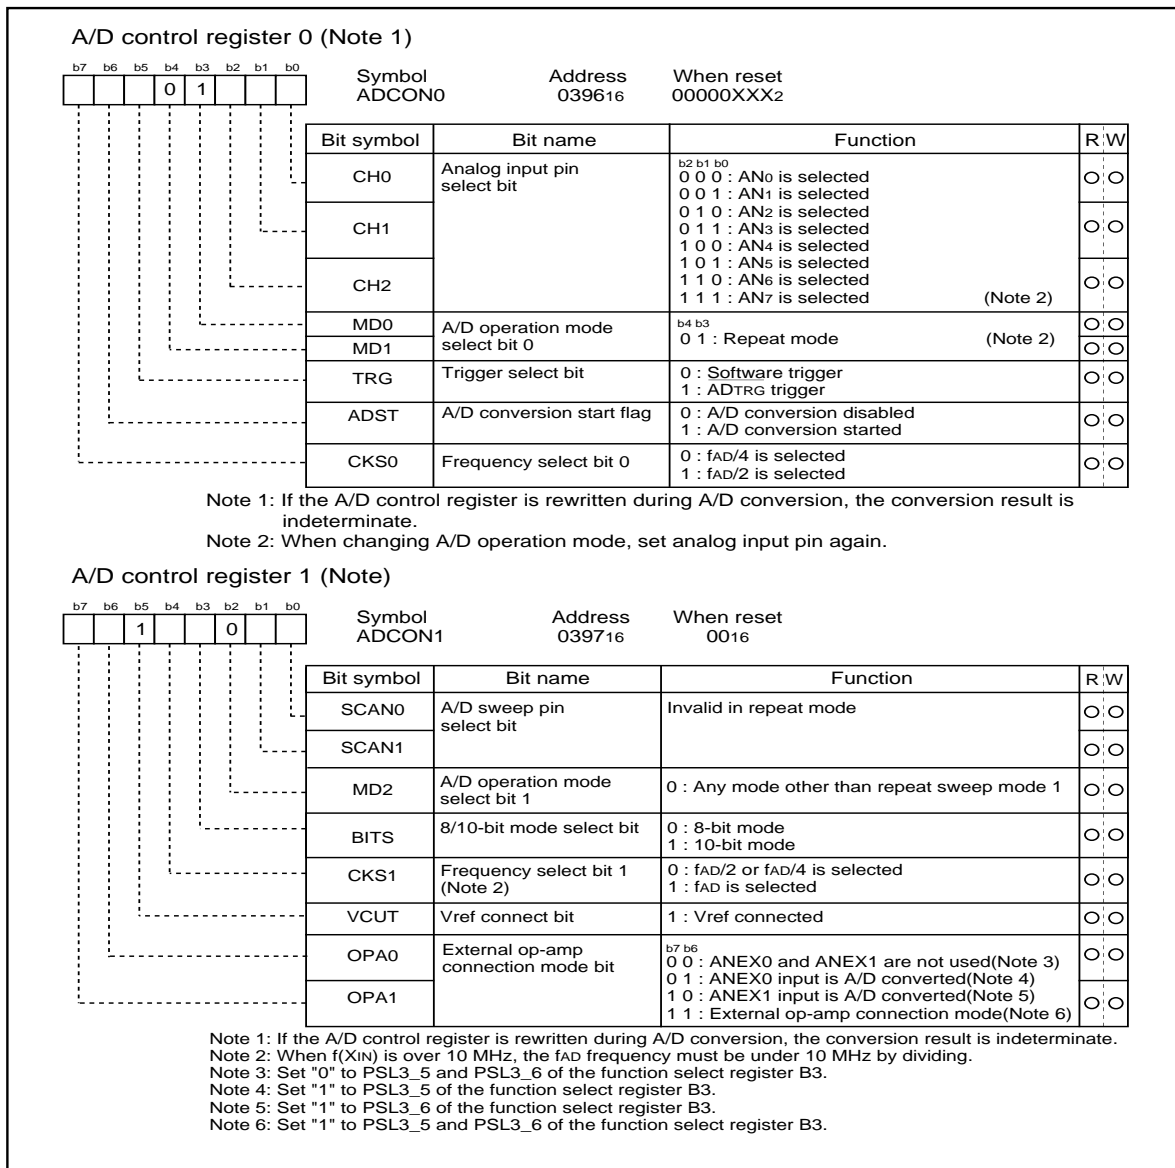 A/D control register 0 (Note 1)
b7 b6 b5 b4 b3 b2 b1 b0
0 1
Symbol Address When reset
ADCON0 039616 00000XXX2
Bit symbol Bit name Function R W
CH0 Analog input pin select bit
b2 b1 b0
0 0 0 : AN0 is selected
0 0 1 : AN1 is selected
0 1 0 : AN2 is selected
CH1 0 1 1 : AN3 is selected
1 0 0 : AN4 is selected
1 0 1 : AN5 is selected
CH2 1 1 0 : AN6 is selected
1 1 1 : AN7 is selected (Note 2)
MD0 A/D operation mode select bit 0
b4 b3
MD1 0 1 : Repeat mode (Note 2)
TRG Trigger select bit 0 : Software trigger
1 : ADTRG trigger
ADST A/D conversion start flag 0 : A/D conversion disabled
1 : A/D conversion started
CKS0 Frequency select bit 0 0 : fAD/4 is selected
1 : fAD/2 is selected
Note 1: If the A/D control register is rewritten during A/D conversion, the conversion result is
indeterminate.
Note 2: When changing A/D operation mode, set analog input pin again.
A/D control register 1 (Note)
b7 b6 b5 b4 b3 b2 b1 b0
1 0
Symbol Address When reset
ADCON1 039716 0016
Bit symbol Bit name Function R W
SCAN0 A/D sweep pin select bit Invalid in repeat mode
SCAN1
MD2 A/D operation mode select bit 1 0 : Any mode other than repeat sweep mode 1
BITS 8/10-bit mode select bit 0 : 8-bit mode
1 : 10-bit mode
CKS1 Frequency select bit 1 (Note 2) 0 : fAD/2 or fAD/4 is selected
1 : fAD is selected
VCUT Vref connect bit 1 : Vref connected
OPA0 External op-amp connection mode bit
b7 b6
0 0 : ANEX0 and ANEX1 are not used(Note 3)
0 1 : ANEX0 input is A/D converted(Note 4)
OPA1 1 0 : ANEX1 input is A/D converted(Note 5)
1 1 : External op-amp connection mode(Note 6)
Note 1: If the A/D control register is rewritten during A/D conversion, the conversion result is indeterminate.
Note 2: When f(XIN) is over 10 MHz, the fAD frequency must be under 10 MHz by dividing.
Note 3: Set "0" to PSL3_5 and PSL3_6 of the function select register B3.
Note 4: Set "1" to PSL3_5 of the function select register B3.
Note 5: Set "1" to PSL3_6 of the function select register B3.
Note 6: Set "1" to PSL3_5 and PSL3_6 of the function select register B3.